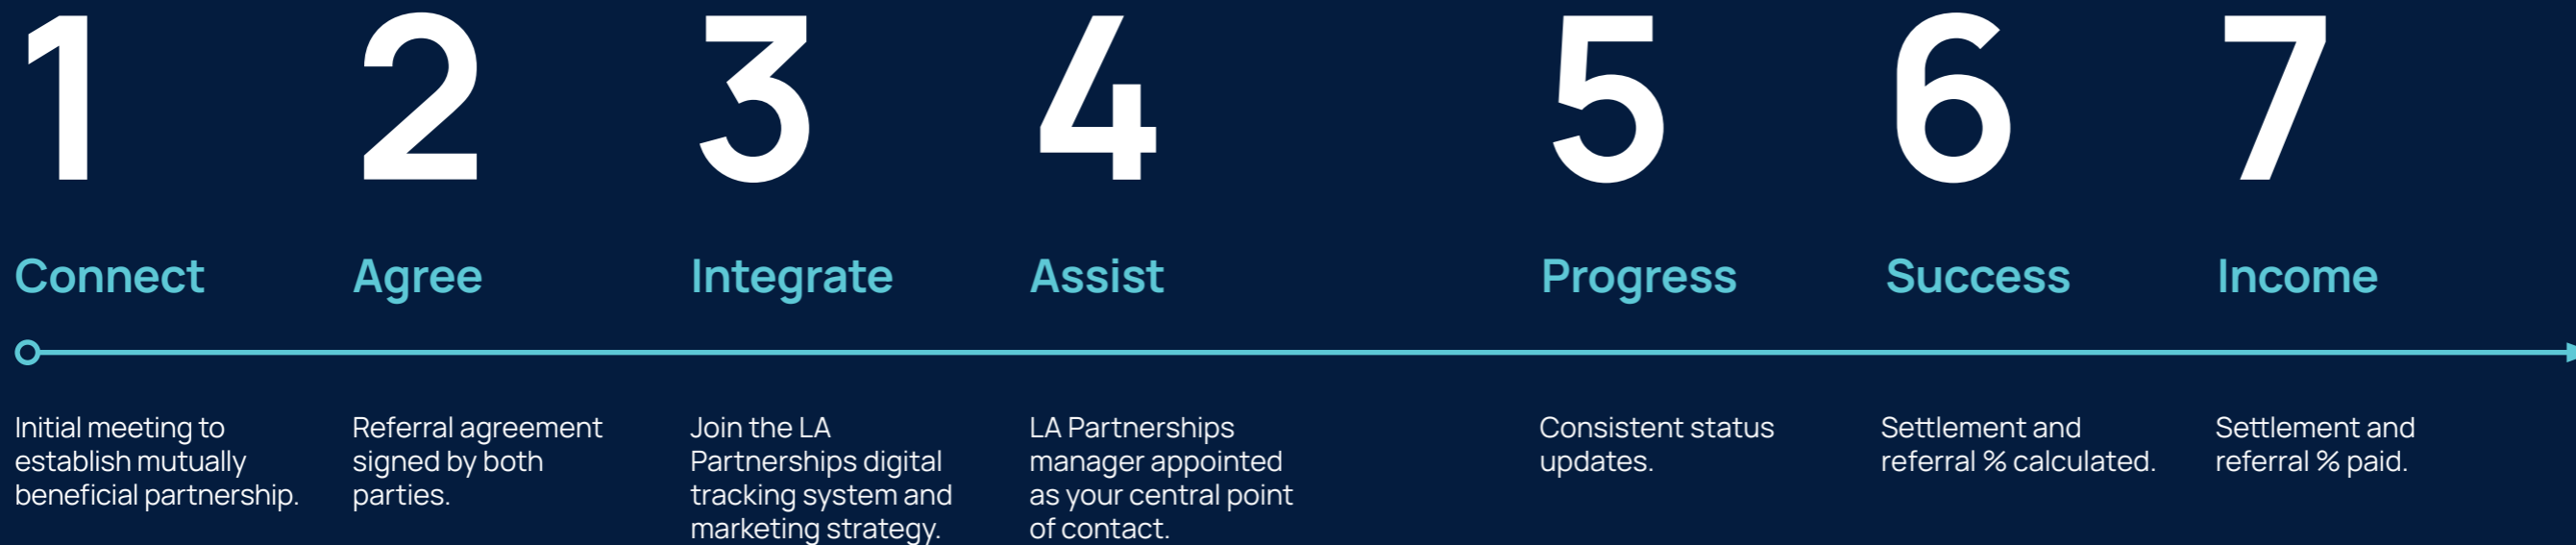 1
Connect
Initial meeting to
establish mutually
beneficial partnership.
2
Agree
Referral agreement
signed by both
parties.
3
Integrate
Join the LA
Partnerships digital
tracking system and
marketing strategy.
4
Assist
LA Partnerships
manager appointed
as your central point
of contact.
5
Progress
Consistent status
updates.
6
Success
Settlement and
referral % calculated.
7
Income
Settlement and
referral % paid.